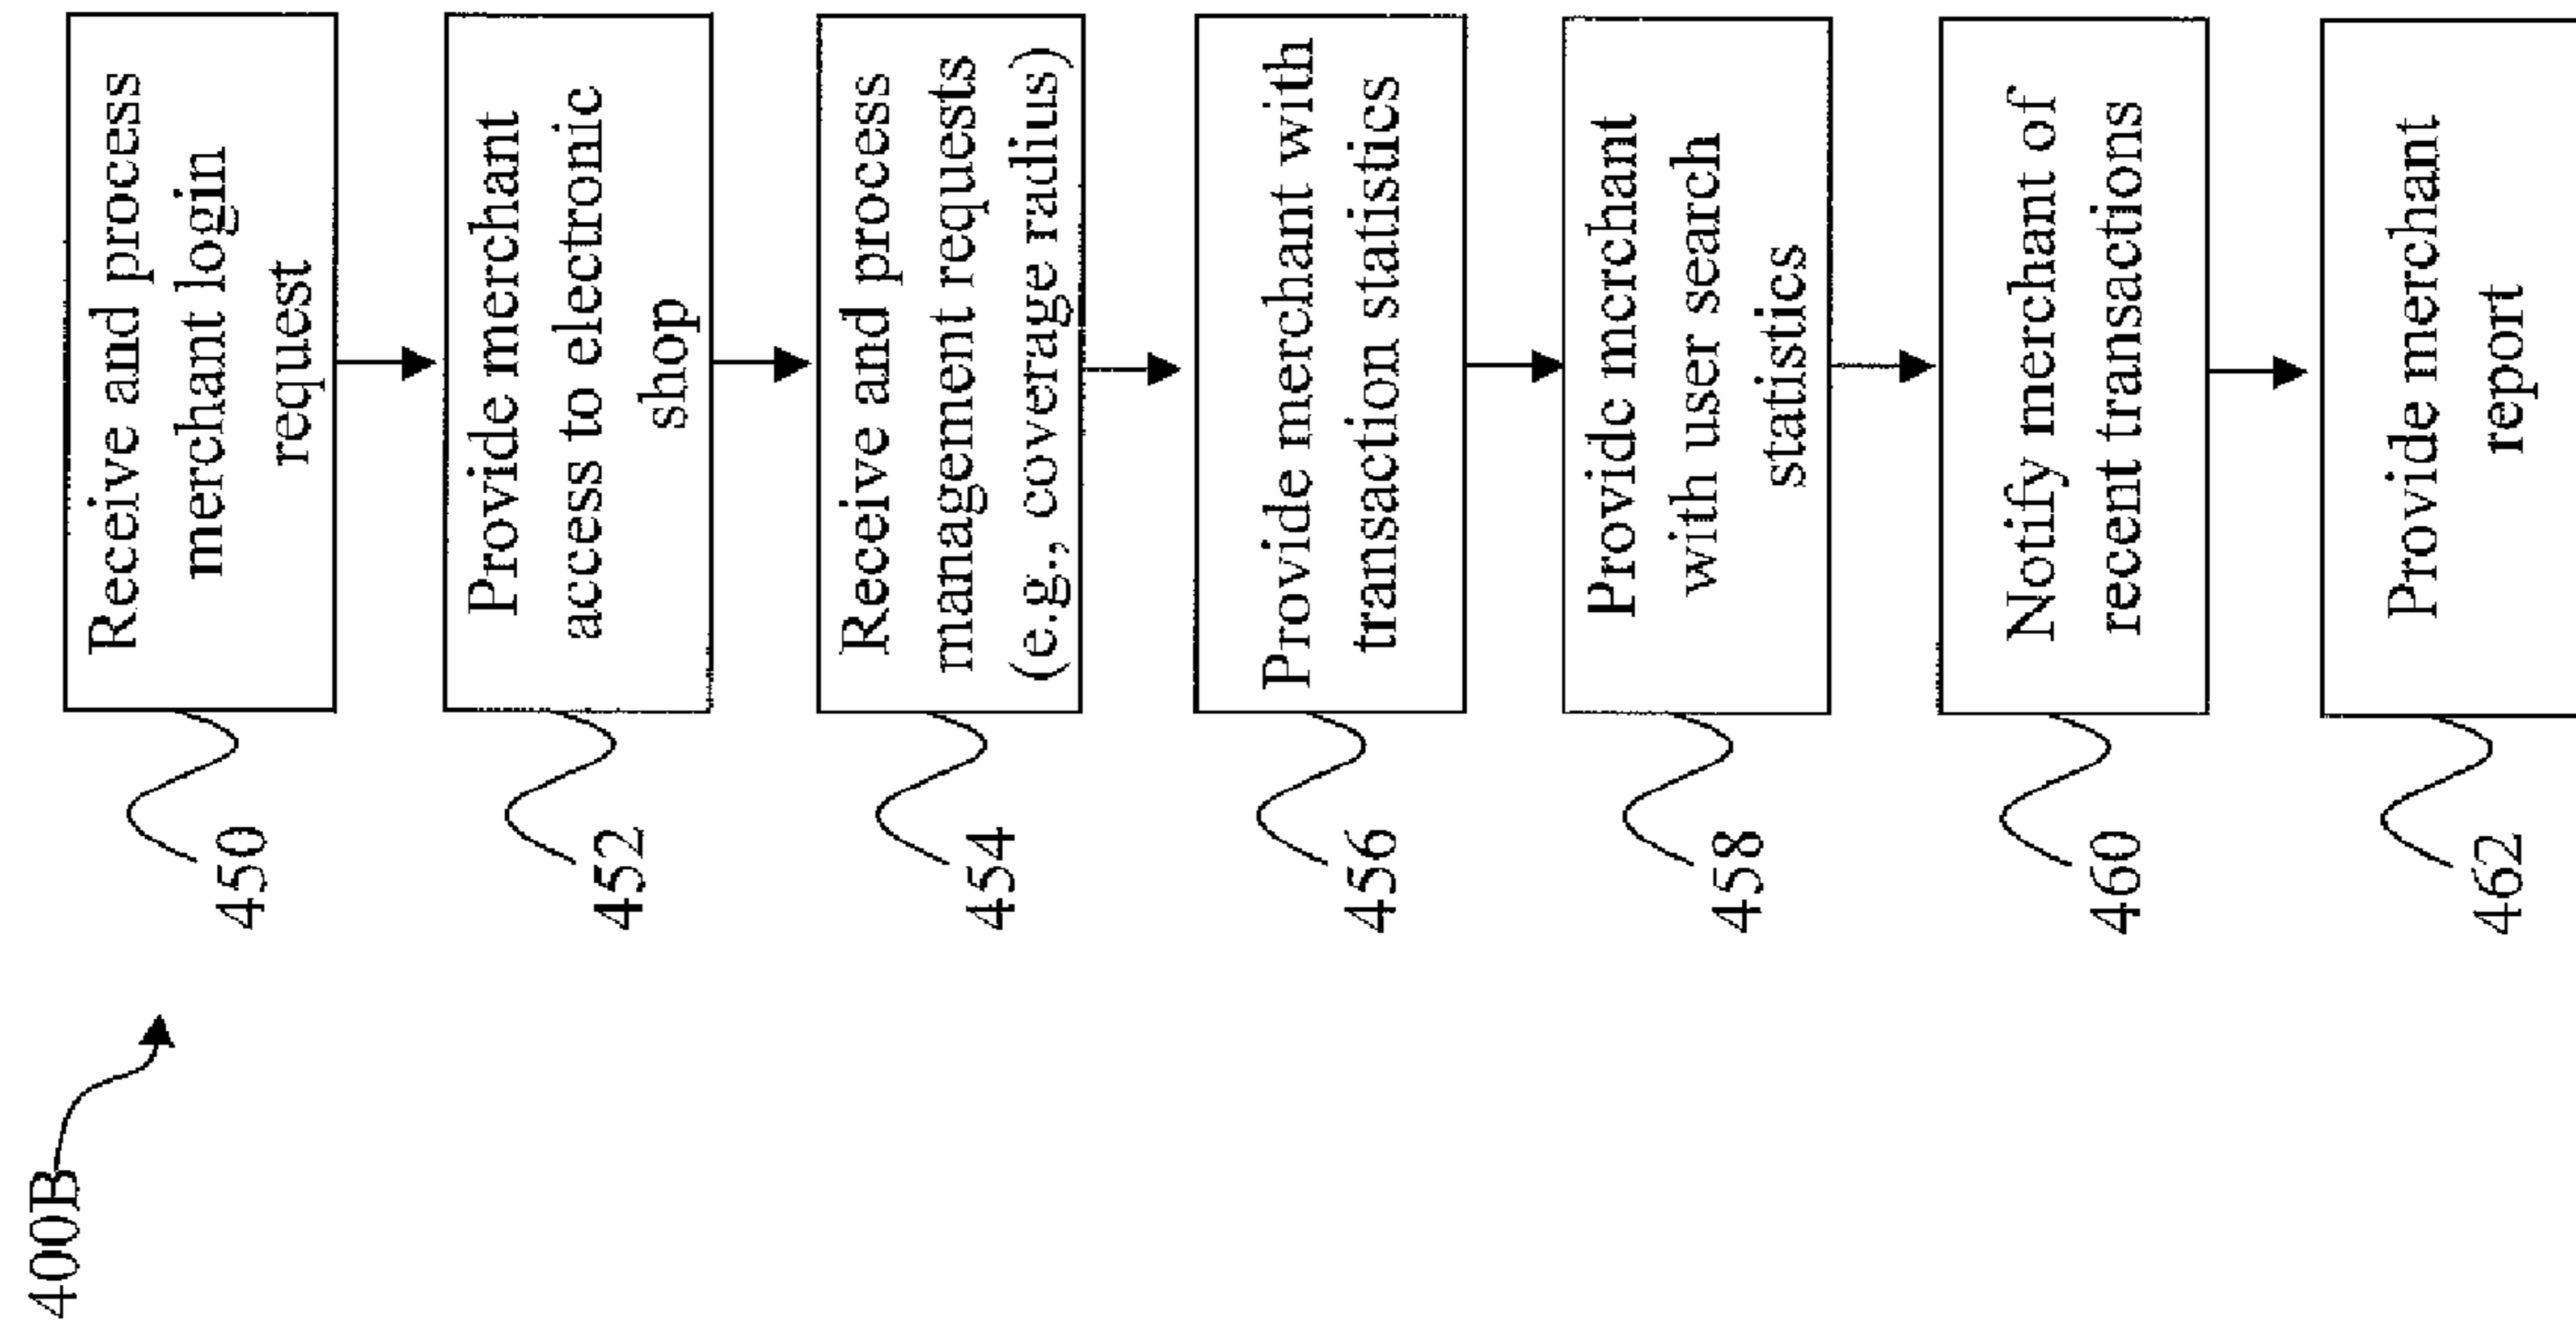 400B
450
Receive and process
merchant login
request
452
Provide merchant
access to electronic
shop
454
Receive and process
management requests
(e.g., coverage radius)
456
Provide merchant with
transaction statistics
458
Provide merchant
with user search
statistics
460
Notify merchant of
recent transactions
462
Provide merchant
report